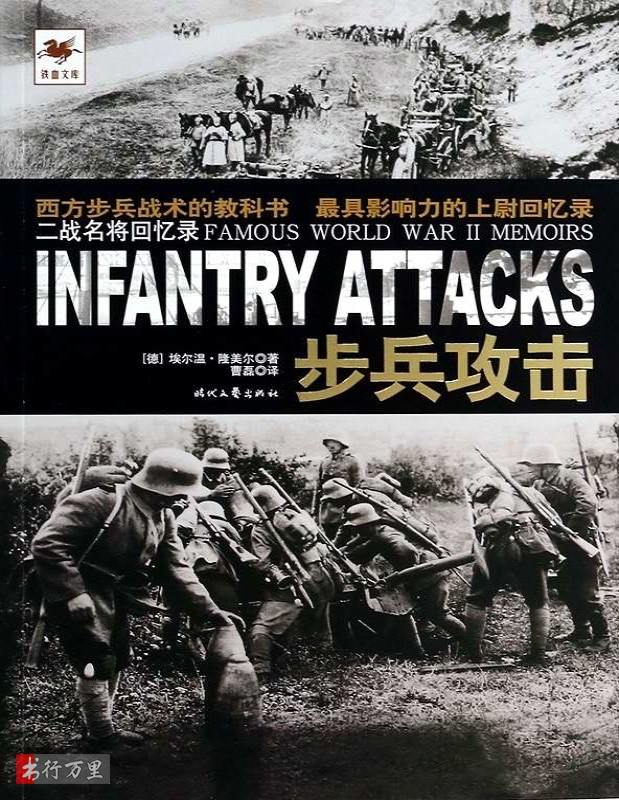 铁血文库
西方步兵战术的教科书 最具影响力的上尉回忆录
二战名将回忆录 FAMOUS WORLD WAR II MEMOIRS
INFANTRY ATTACKS
[德] 埃尔温·隆美尔◎著
曹磊◎译
步兵攻击
时代文艺出版社
书行万里